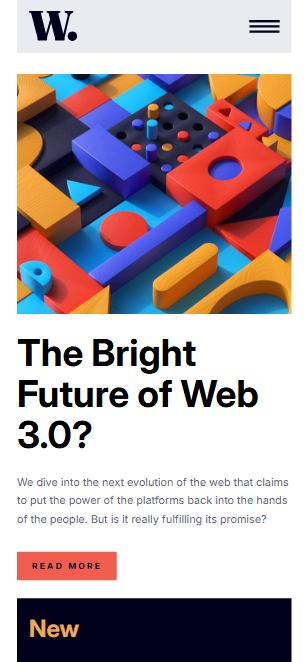 W.
The Bright
Future of Web
3.0?
We dive into the next evolution of the web that claims
to put the power of the platforms back into the hands
of the people. But is it really fulfilling its promise?
READ MORE
New